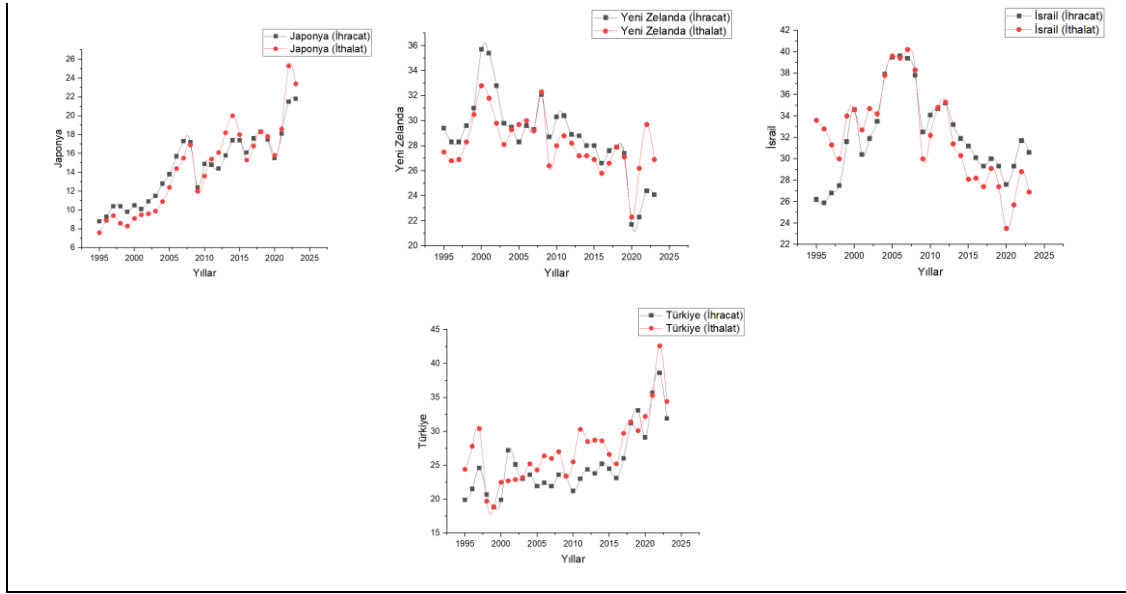 Japonya (İhracat)
Japonya (İthalat)
26
24
22
20
18
16
14
12
10
8
6
Japonya
1995 2000 2005 2010 2015 2020 2025
Yıllar
Yeni Zelanda (İhracat)
Yeni Zelanda (İthalat)
36
34
32
30
28
26
24
22
20
Yeni Zelanda
1995 2000 2005 2010 2015 2020 2025
Yıllar
İsrail (İhracat)
İsrail (İthalat)
42
40
38
36
34
32
30
28
26
24
22
İsrail
1995 2000 2005 2010 2015 2020 2025
Yıllar
Türkiye (İhracat)
Türkiye (İthalat)
45
40
35
30
25
20
15
Türkiye
1995 2000 2005 2010 2015 2020 2025
Yıllar